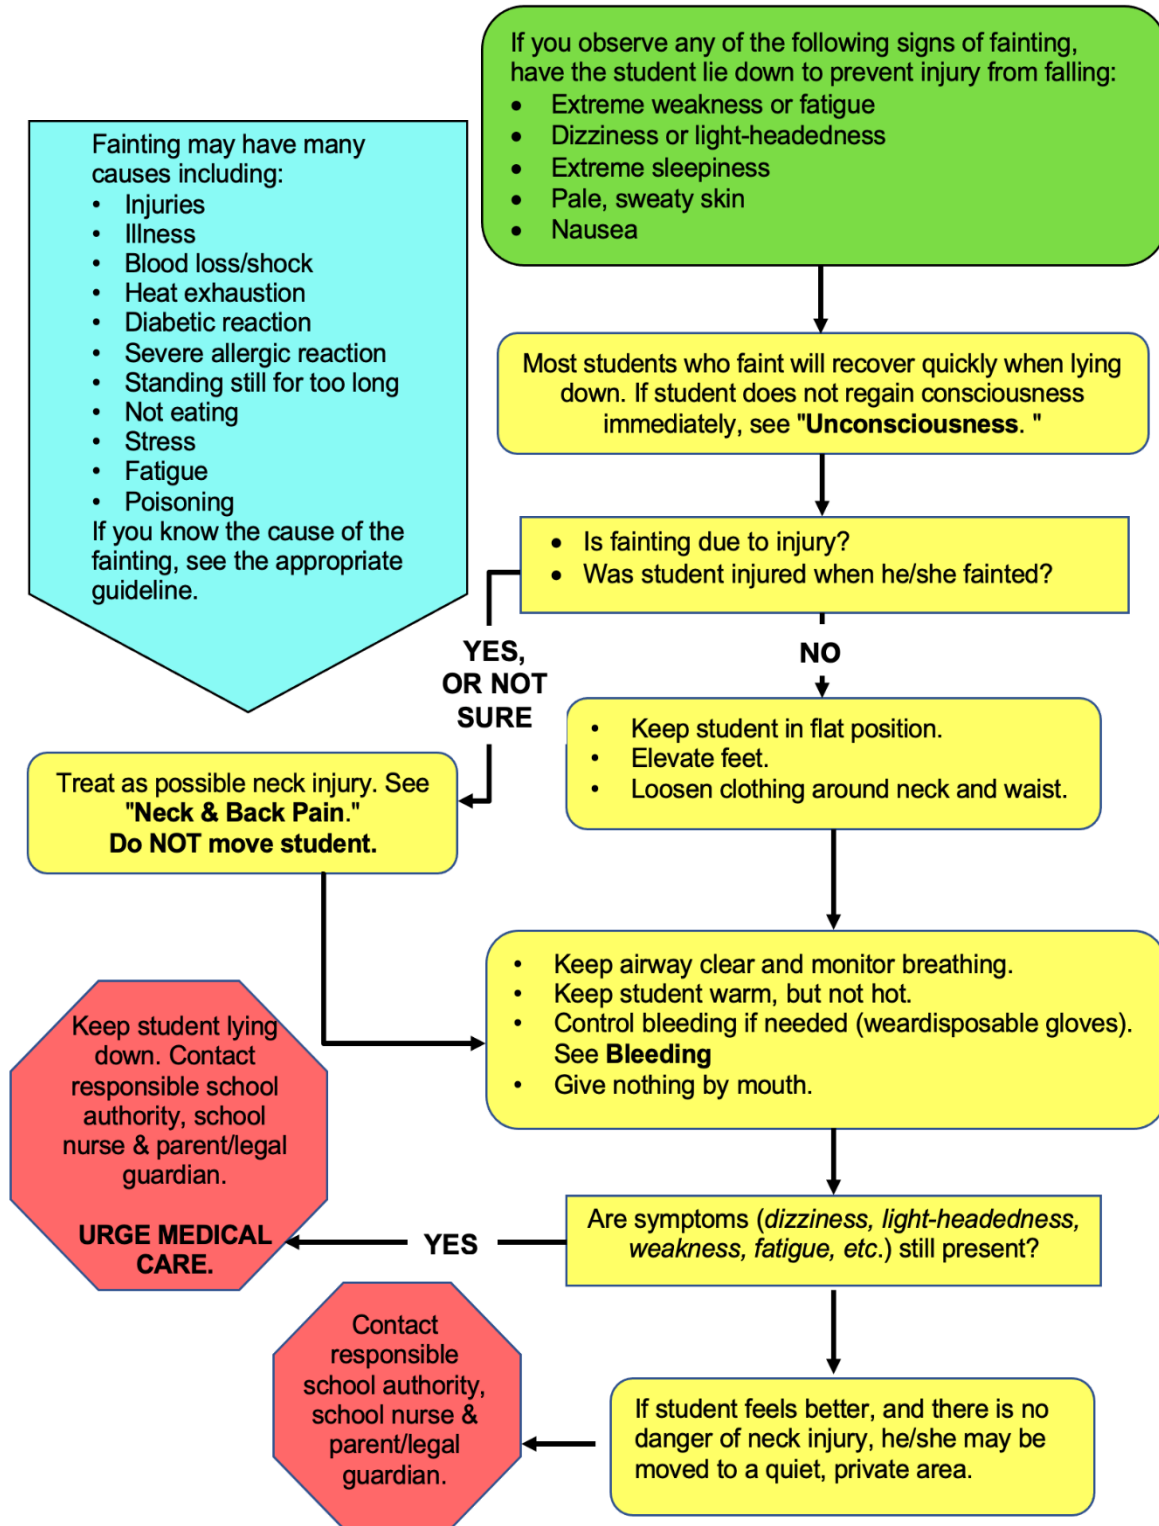 If you observe any of the following signs of fainting,
have the student lie down to prevent injury from falling:
• Extreme weakness or fatigue
• Dizziness or light-headedness
• Extreme sleepiness
• Pale, sweaty skin
• Nausea
Fainting may have many
causes including:
• Injuries
• Illness
• Blood loss/shock
• Heat exhaustion
• Diabetic reaction
• Severe allergic reaction
• Standing still for too long
• Not eating
• Stress
• Fatigue
• Poisoning
If you know the cause of the
fainting, see the appropriate
guideline.
Most students who faint will recover quickly when lying
down. If student does not regain consciousness
immediately, see "Unconsciousness. "
• Is fainting due to injury?
• Was student injured when he/she fainted?
YES,
OR NOT
SURE
NO
• Keep student in flat position.
• Elevate feet.
• Loosen clothing around neck and waist.
Treat as possible neck injury. See
"Neck & Back Pain."
Do NOT move student.
• Keep airway clear and monitor breathing.
• Keep student warm, but not hot.
• Control bleeding if needed (weardisposable gloves).
See Bleeding
• Give nothing by mouth.
Keep student lying
down. Contact
responsible school
authority, school
nurse & parent/legal
guardian.
URGE MEDICAL
CARE.
YES
Are symptoms (dizziness, light-headedness,
weakness, fatigue, etc.) still present?
Contact
responsible
school authority,
school nurse &
parent/legal
guardian.
If student feels better, and there is no
danger of neck injury, he/she may be
moved to a quiet, private area.